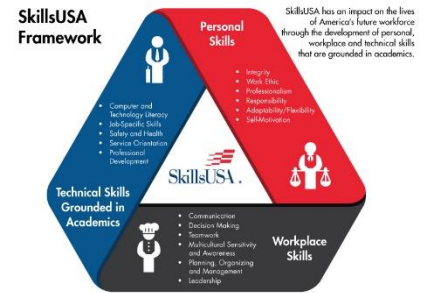 SkillsUSA
Framework
SkillsUSA has an impact on the lives
of America's future workforce
through the development of personal,
workplace and technical skills
that are grounded in academics.
Personal
Skills
• Integrity
• Work Ethic
• Professionalism
• Responsibility
• Adaptability/Flexibility
• Self-Motivation
• Computer and
Technology Literacy
• Job-Specific Skills
• Safety and Health
• Service Orientation
• Professional
Development
SkillsUSA.
Technical Skills
Grounded in
Academics
• Communication
• Decision Making
• Teamwork
• Multicultural Sensitivity
and Awareness
• Planning, Organizing
and Management
• Leadership
Workplace
Skills